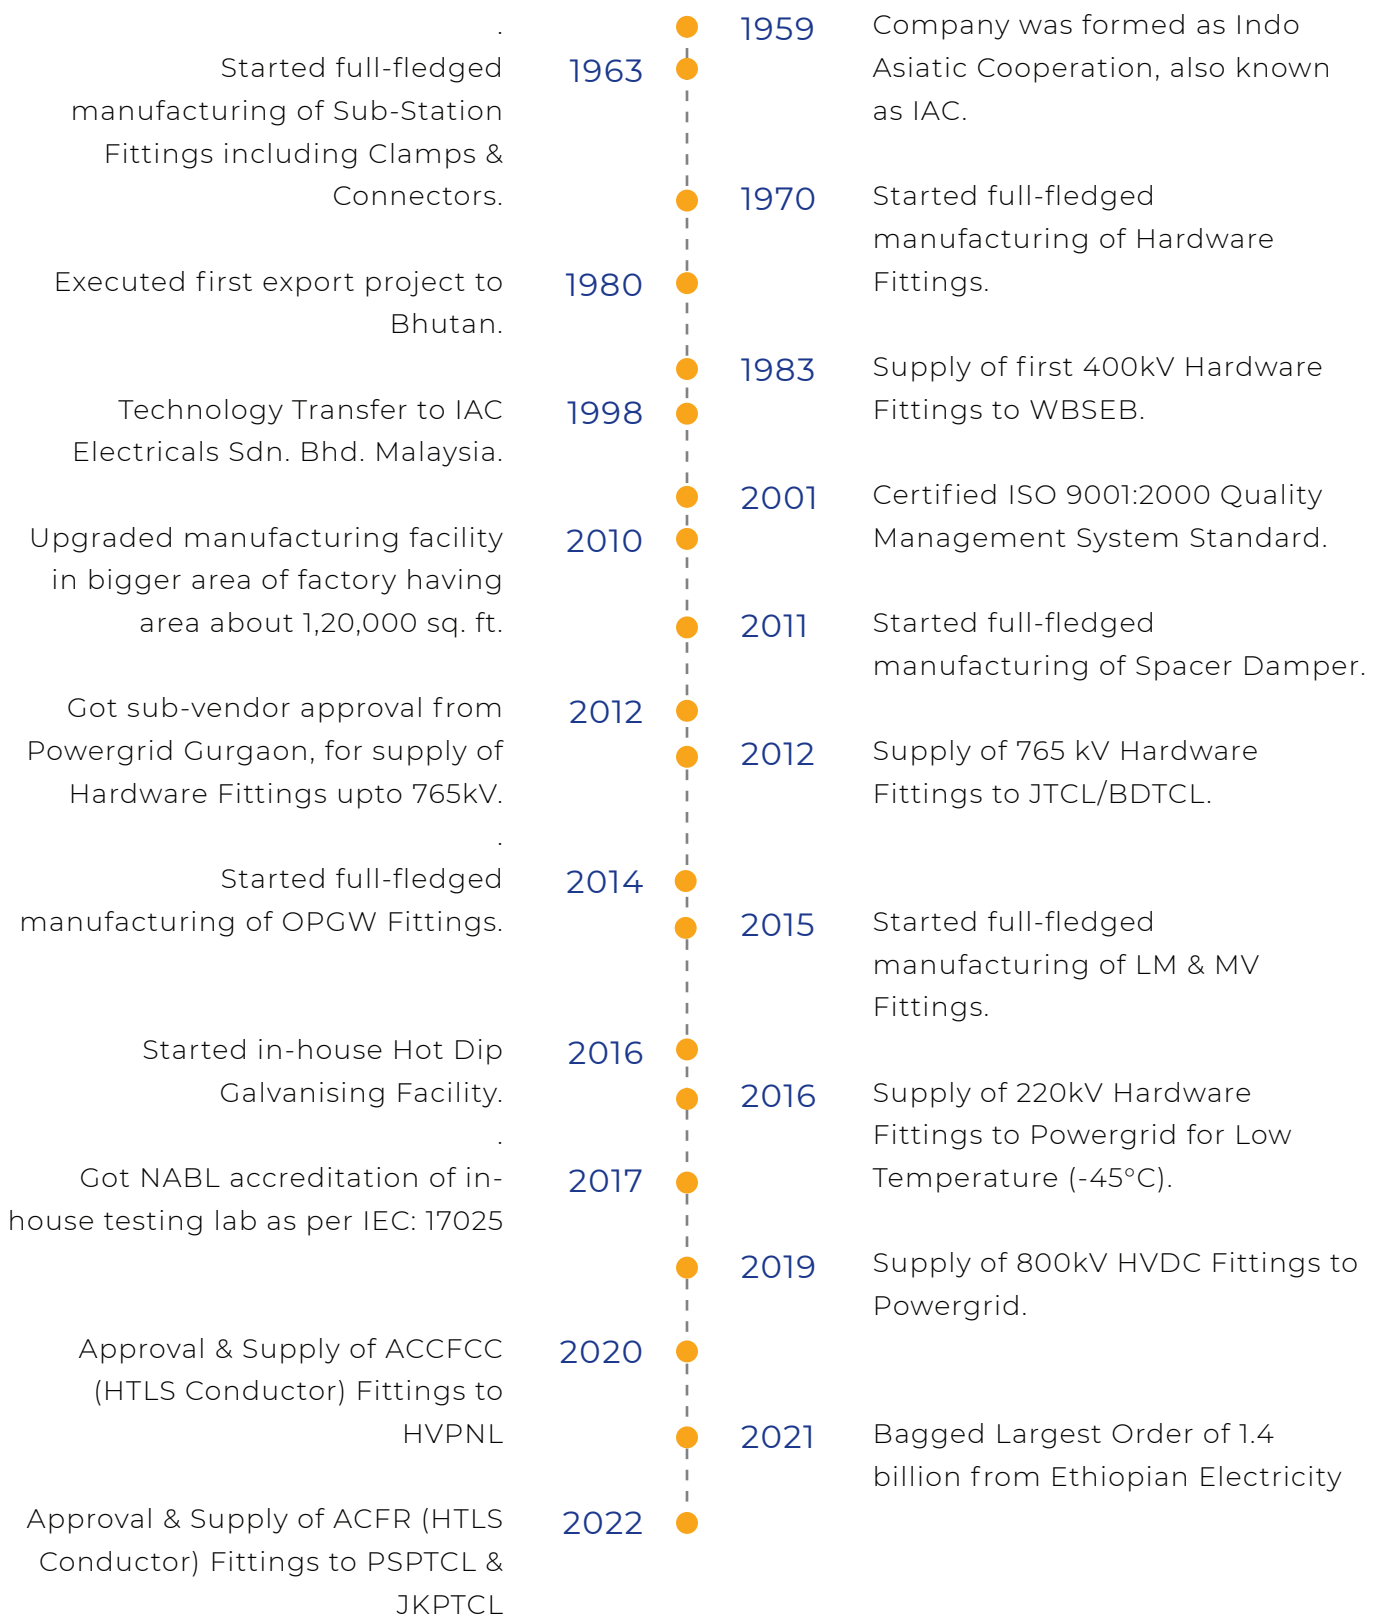 .
1959
Company was formed as Indo
Asiatic Cooperation, also known
as IAC.
1963
Started full-fledged
manufacturing of Sub-Station
Fittings including Clamps &
Connectors.
1970
Started full-fledged
manufacturing of Hardware
Fittings.
1980
Executed first export project to
Bhutan.
1983
Supply of first 400kV Hardware
Fittings to WBSEB.
1998
Technology Transfer to IAC
Electricals Sdn. Bhd. Malaysia.
2001
Certified ISO 9001:2000 Quality
Management System Standard.
2010
Upgraded manufacturing facility
in bigger area of factory having
area about 1,20,000 sq. ft.
2011
Started full-fledged
manufacturing of Spacer Damper.
2012
Got sub-vendor approval from
Powergrid Gurgaon, for supply of
Hardware Fittings upto 765kV.
.
2012
Supply of 765 kV Hardware
Fittings to JTCL/BDTCL.
2014
Started full-fledged
manufacturing of OPGW Fittings.
2015
Started full-fledged
manufacturing of LM & MV
Fittings.
2016
Started in-house Hot Dip
Galvanising Facility.
.
2016
Supply of 220kV Hardware
Fittings to Powergrid for Low
Temperature (-45°C).
2017
Got NABL accreditation of in-
house testing lab as per IEC: 17025
2019
Supply of 800kV HVDC Fittings to
Powergrid.
2020
Approval & Supply of ACCFCC
(HTLS Conductor) Fittings to
HVPNL
2021
Bagged Largest Order of 1.4
billion from Ethiopian Electricity
2022
Approval & Supply of ACFR (HTLS
Conductor) Fittings to PSPTCL &
JKPTCL